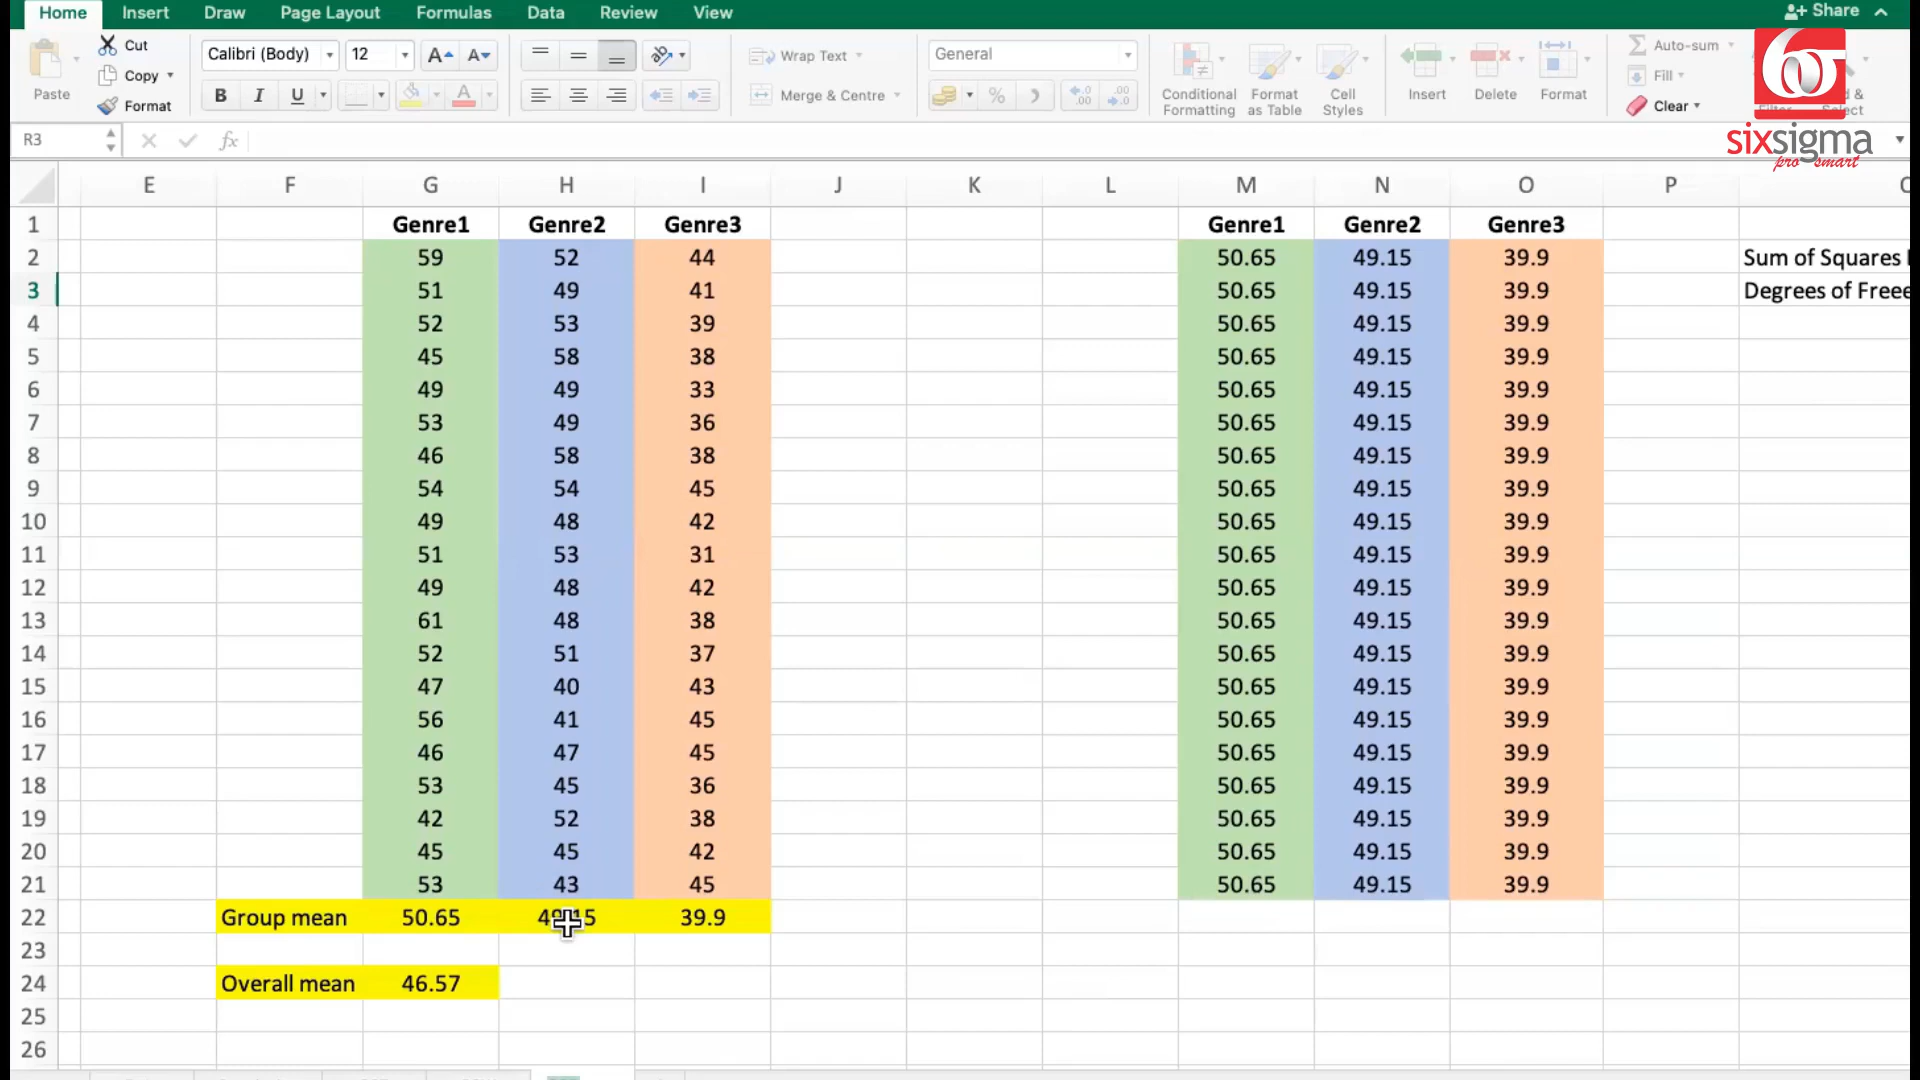 Home Insert Draw Page Layout Formulas Data Review View Share
Cut
Copy
Format
Paste
Calibri (Body) 12 A A
B I U A
Wrap Text
Merge & Centre
General
%
Conditional Formatting
Format as Table
Cell Styles
Insert
Delete
Format
Auto-sum
Fill
Clear
sixsigma
pro smart
R3 fx
E F G H I J K L M N O P
1 Genre1 Genre2 Genre3 Genre1 Genre2 Genre3
2 59 52 44 50.65 49.15 39.9 Sum of Squares
3 51 49 41 50.65 49.15 39.9 Degrees of Freee
4 52 53 39 50.65 49.15 39.9
5 45 58 38 50.65 49.15 39.9
6 49 49 33 50.65 49.15 39.9
7 53 49 36 50.65 49.15 39.9
8 46 58 38 50.65 49.15 39.9
9 54 54 45 50.65 49.15 39.9
10 49 48 42 50.65 49.15 39.9
11 51 53 31 50.65 49.15 39.9
12 49 48 42 50.65 49.15 39.9
13 61 48 38 50.65 49.15 39.9
14 52 51 37 50.65 49.15 39.9
15 47 40 43 50.65 49.15 39.9
16 56 41 45 50.65 49.15 39.9
17 46 47 45 50.65 49.15 39.9
18 53 45 36 50.65 49.15 39.9
19 42 52 38 50.65 49.15 39.9
20 45 45 42 50.65 49.15 39.9
21 53 43 45 50.65 49.15 39.9
22 Group mean 50.65 49.15 39.9
23
24 Overall mean 46.57
25
26